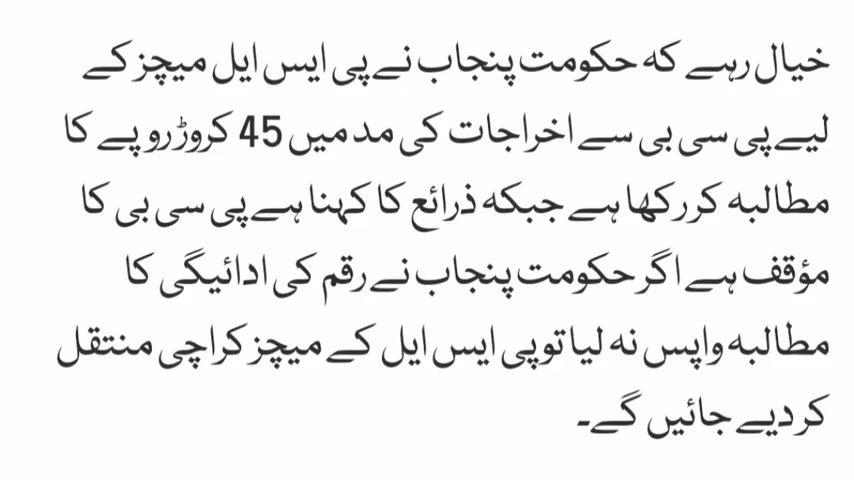 خیال رہے کہ حکومت پنجاب نے پی ایس ایل میچز کے
لیے پی سی بی سے اخراجات کی مد میں 45 کروڑ روپے کا
مطالبہ کر رکھا ہے جبکہ ذرائع کا کہنا ہے پی سی بی کا
مؤقف ہے اگر حکومت پنجاب نے رقم کی ادائیگی کا
مطالبہ واپس نہ لیا تو پی ایس ایل کے میچز کراچی منتقل
کر دیے جائیں گے۔